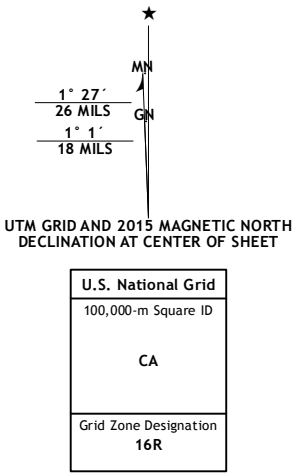 ★
MN
1° 27´
26 MILS
GN
1° 1´
18 MILS
UTM GRID AND 2015 MAGNETIC NORTH
DECLINATION AT CENTER OF SHEET
U.S. National Grid
100,000-m Square ID
CA
Grid Zone Designation
16R